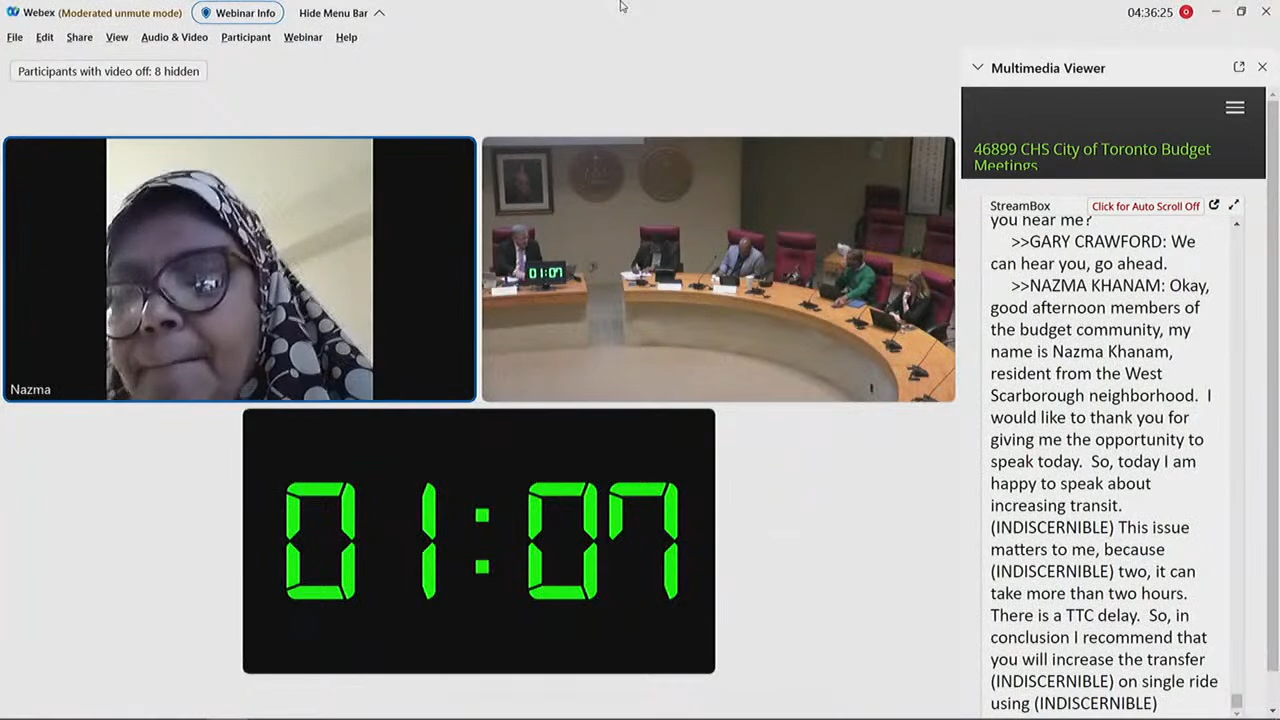 Webex (Moderated unmute mode) Webinar Info Hide Menu Bar 04:36:25
File Edit Share View Audio & Video Participant Webinar Help
Participants with video off: 8 hidden
Nazma
01:07
01:07
Multimedia Viewer
46899 CHS City of Toronto Budget
Meetings
StreamBox Click for Auto Scroll Off
you hear me?
>>GARY CRAWFORD: We
can hear you, go ahead.
>>NAZMA KHANAM: Okay,
good afternoon members of
the budget community, my
name is Nazma Khanam,
resident from the West
Scarborough neighborhood. I
would like to thank you for
giving me the opportunity to
speak today. So, today I am
happy to speak about
increasing transit.
(INDISCERNIBLE) This issue
matters to me, because
(INDISCERNIBLE) two, it can
take more than two hours.
There is a TTC delay. So, in
conclusion I recommend that
you will increase the transfer
(INDISCERNIBLE) on single ride
using (INDISCERNIBLE)